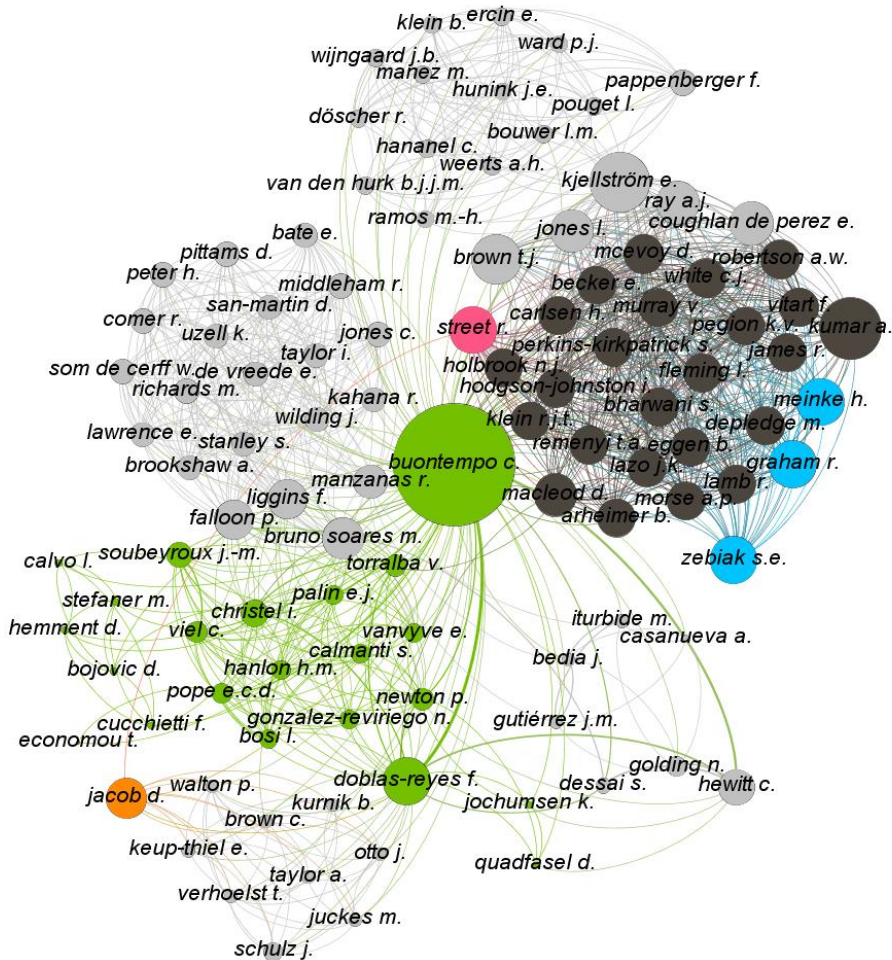 klein b.
ercin e.
wijngaard j.b.
ward p.j.
manez m.
hunink j.e.
pappenberger f.
döscher r.
pouget l.
bouwer l.m.
hananel c.
weerts a.h.
van den hurk b.j.j.m.
kjellström e.
ray a.j.
ramos m.-h.
jones l.
coughlan de perez e.
bate e.
brown t.j.
mcevoy d.
robertson a.w.
pittams d.
becker e.
white c.j.
peter h.
middleham r.
carlsen h.
murray v.
vitart f.
san-martin d.
street r.
pegion k.v.
kumar a.
comer r.
uzell k.
jones c.
perkins-kirkpatrick s.
james r.
taylor i.
holbrook n.j.
fleming l.
som de cerff w.
de vreede e.
hodgson-johnston i.
meinke h.
richards m.
kahana r.
bharwani s.
wilding j.
klein n.j.t.
depledge m.
lawrence e.
stanley s.
remenyi t.a.
eggen b.
brookshaw a.
buontempo c.
lazo j.k.
graham r.
manzanas r.
lamb r.
liggins f.
macleod d.
morse a.p.
falloon p.
arheimer b.
bruno soares m.
soubeyroux j.-m.
zebiak s.e.
calvo l.
torralba v.
stefaner m.
palin e.j.
christel i.
iturbide m.
hemment d.
viel c.
vanvyve e.
casanueva a.
calmanti s.
bedia j.
bojovic d.
hanlon h.m.
pope e.c.d.
newton p.
cucchietti f.
gonzalez-reviriego n.
gutiérrez j.m.
economou t.
bosi l.
golding n.
doblas-reyes f.
dessai s.
hewitt c.
jacob d.
walton p.
kurnik b.
jochumsen k.
brown c.
keup-thiel e.
otto j.
quadfasel d.
taylor a.
verhoelst t.
juckes m.
schulz j.